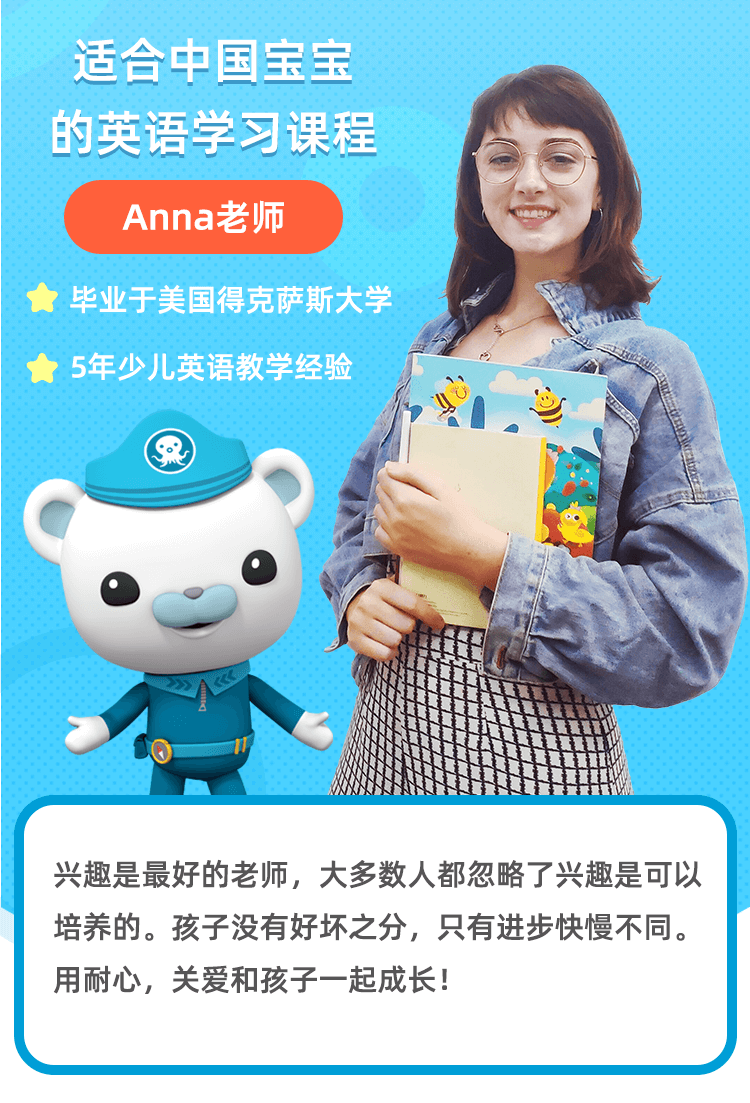 适合中国宝宝
的英语学习课程
Anna老师
毕业于美国得克萨斯大学
5年少儿英语教学经验
兴趣是最好的老师，大多数人都忽略了兴趣是可以
培养的。孩子没有好坏之分，只有进步快慢不同。
用耐心，关爱和孩子一起成长！